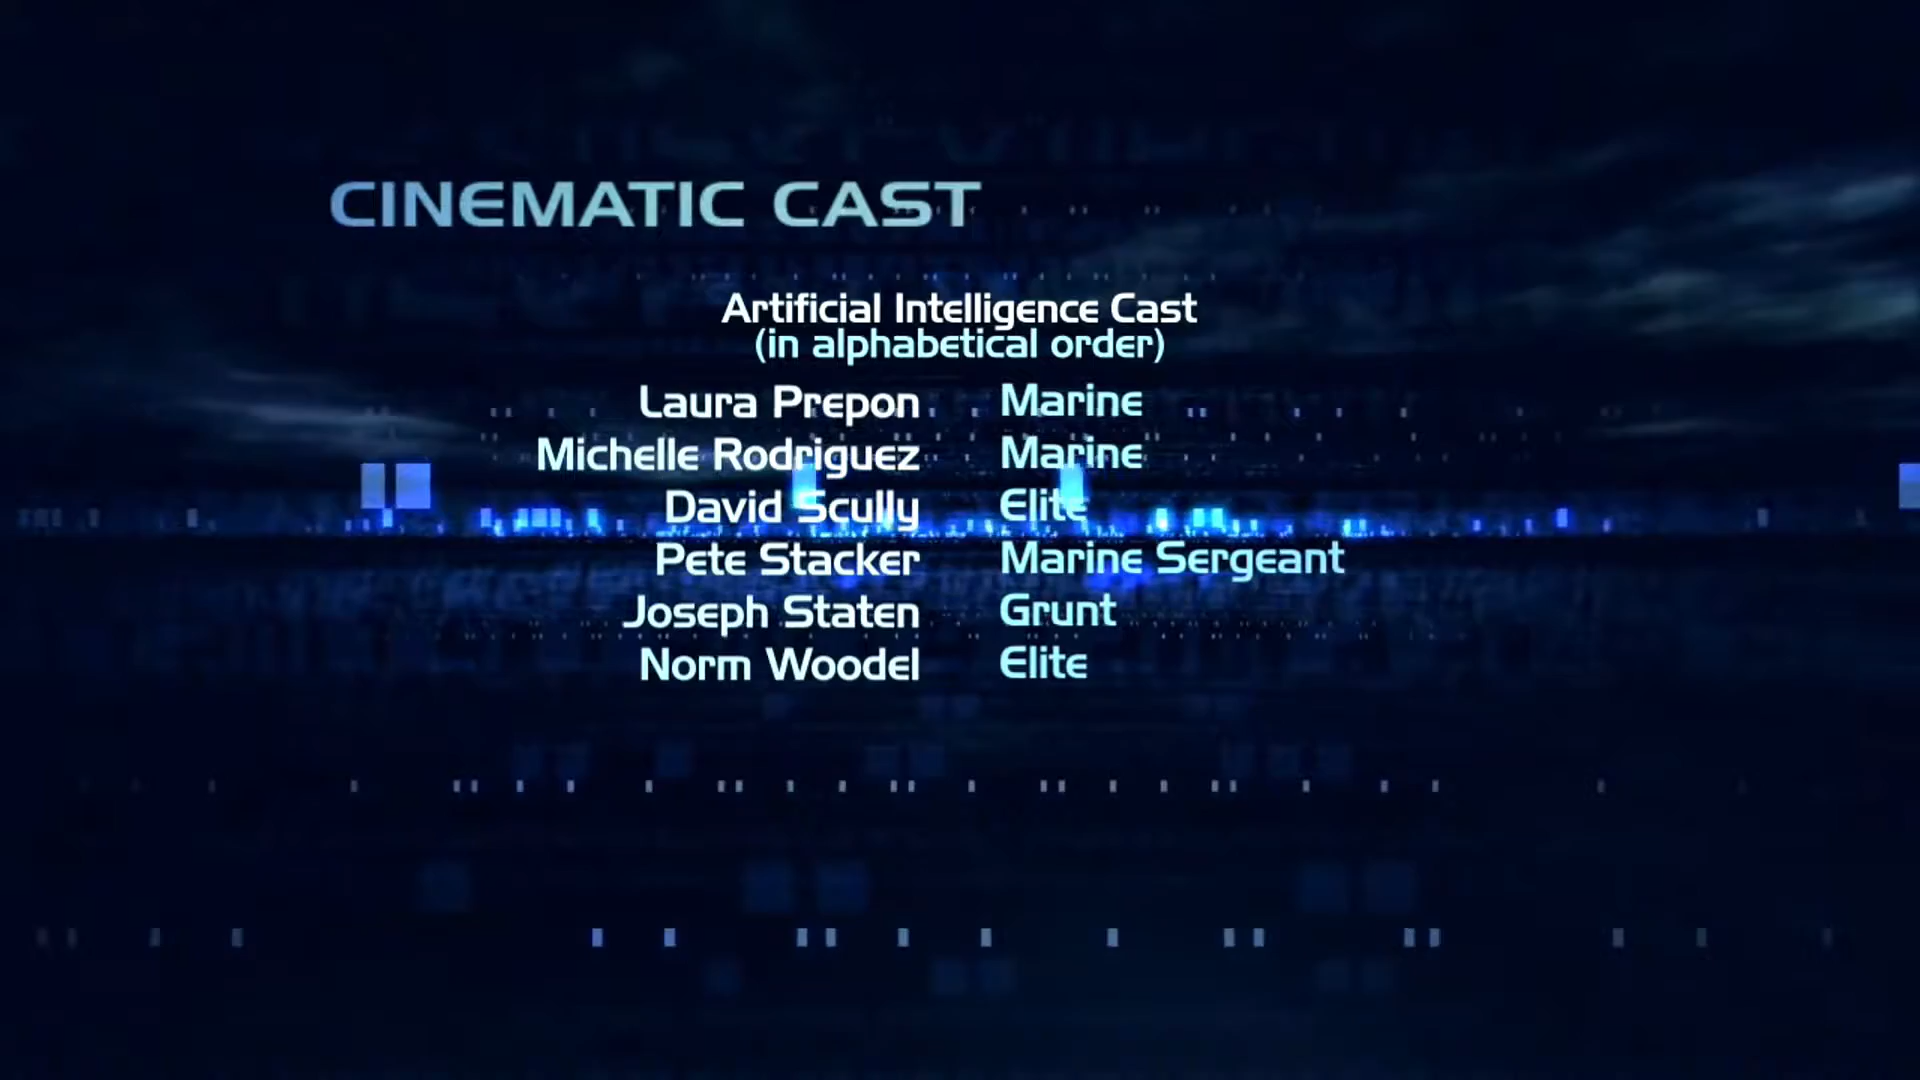 CINEMATIC CAST
Artificial Intelligence Cast
(in alphabetical order)
Laura Prepon Marine
Michelle Rodriguez Marine
David Scully Elite
Pete Stacker Marine Sergeant
Joseph Staten Grunt
Norm Woodel Elite